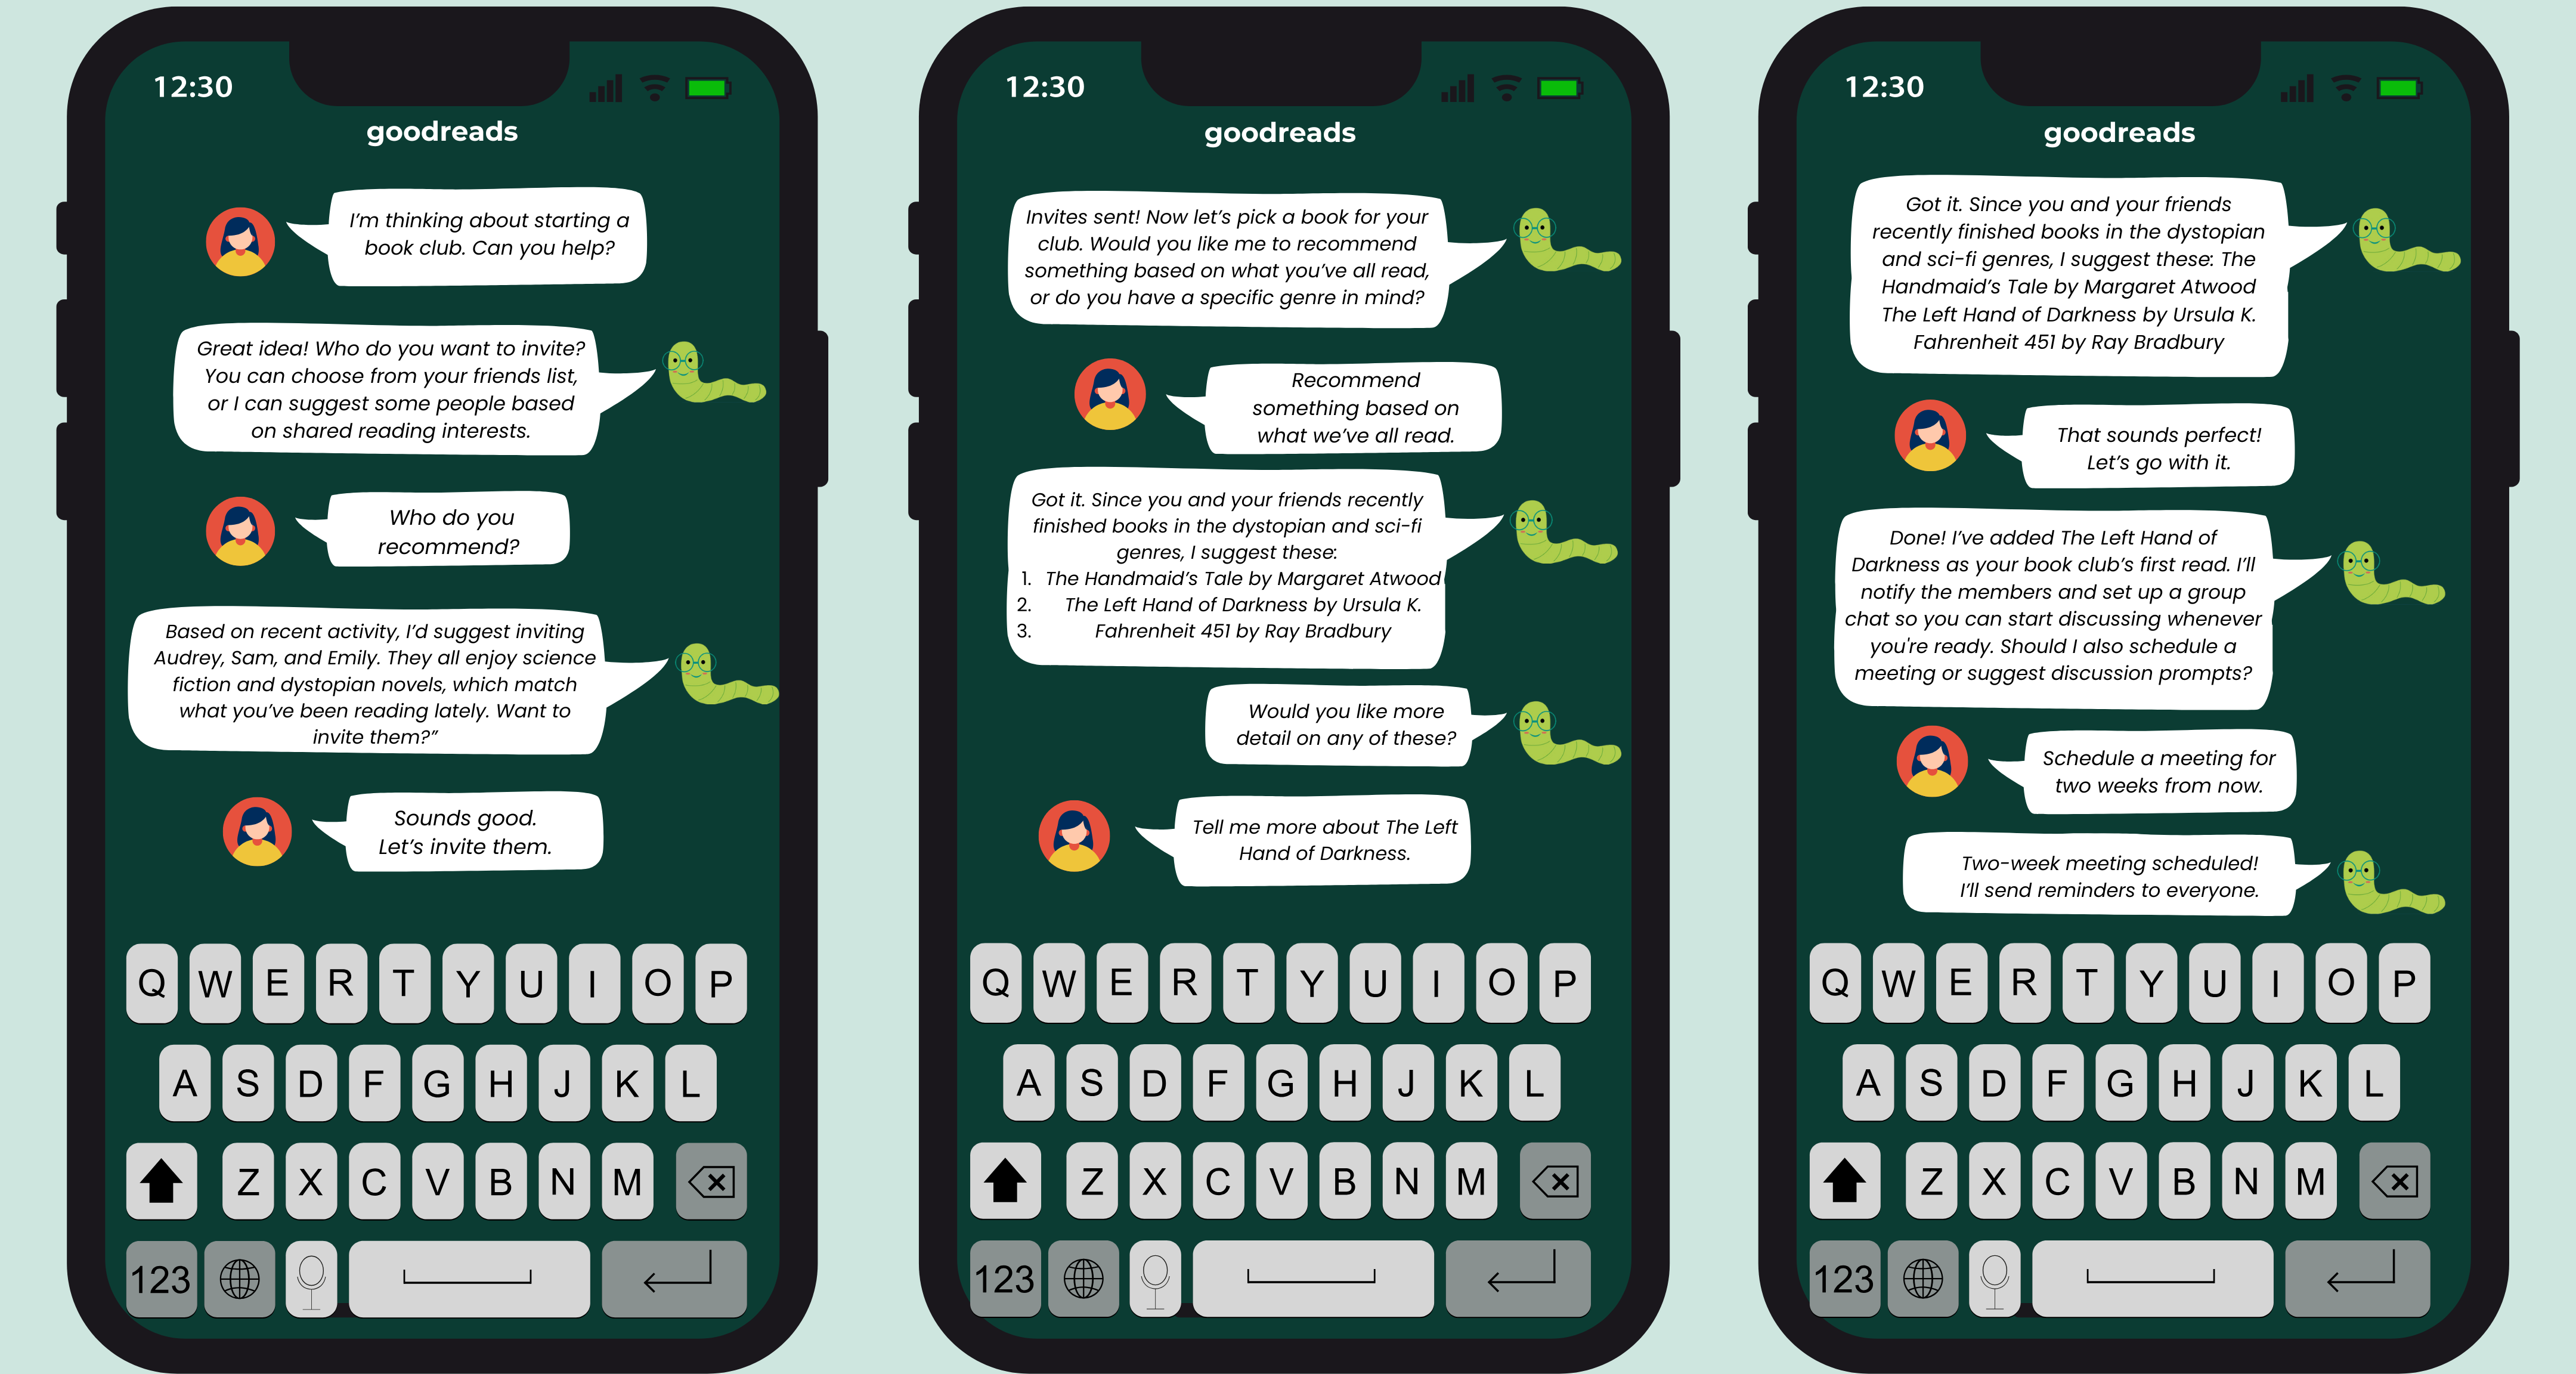 12:30
goodreads
I'm thinking about starting a
book club. Can you help?
Great idea! Who do you want to invite?
You can choose from your friends list,
or I can suggest some people based
on shared reading interests.
Who do you
recommend?
Based on recent activity, I'd suggest inviting
Audrey, Sam, and Emily. They all enjoy science
fiction and dystopian novels, which match
what you've been reading lately. Want to
invite them?”
Sounds good.
Let's invite them.
Q W E R T Y U I O P
A S D F G H J K L
Z X C V B N M
123
12:30
goodreads
Invites sent! Now let's pick a book for your
club. Would you like me to recommend
something based on what you've all read,
or do you have a specific genre in mind?
Recommend
something based on
what we've all read.
Got it. Since you and your friends recently
finished books in the dystopian and sci-fi
genres, I suggest these:
1. The Handmaid's Tale by Margaret Atwood
2. The Left Hand of Darkness by Ursula K.
3. Fahrenheit 451 by Ray Bradbury
Would you like more
detail on any of these?
Tell me more about The Left
Hand of Darkness.
Q W E R T Y U I O P
A S D F G H J K L
Z X C V B N M
123
12:30
goodreads
Got it. Since you and your friends
recently finished books in the dystopian
and sci-fi genres, I suggest these: The
Handmaid's Tale by Margaret Atwood
The Left Hand of Darkness by Ursula K.
Fahrenheit 451 by Ray Bradbury
That sounds perfect!
Let's go with it.
Done! I've added The Left Hand of
Darkness as your book club's first read. I'll
notify the members and set up a group
chat so you can start discussing whenever
you're ready. Should I also schedule a
meeting or suggest discussion prompts?
Schedule a meeting for
two weeks from now.
Two-week meeting scheduled!
I'll send reminders to everyone.
Q W E R T Y U I O P
A S D F G H J K L
Z X C V B N M
123